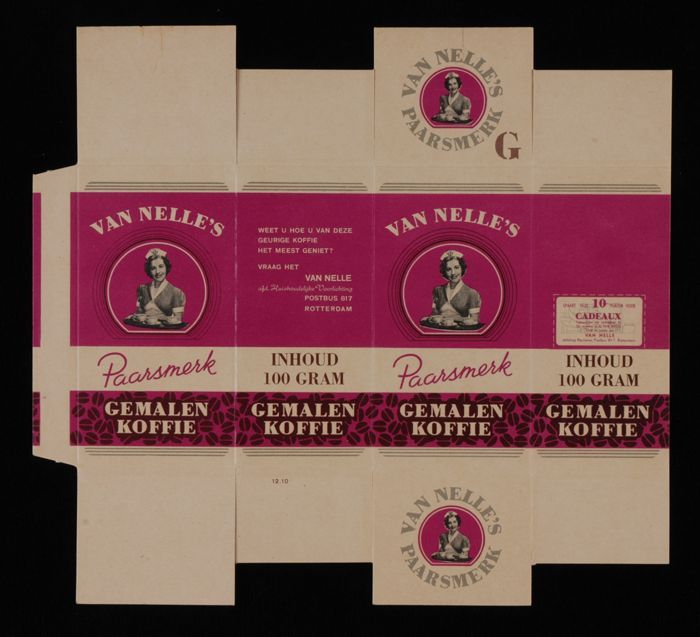 VAN NELLE'S
PAARSMERK
G
VAN NELLE'S
Paarsmerk
GEMALEN
KOFFIE
WEET U HOE U VAN DEZE
GEURIGE KOFFIE
HET MEEST GENIET?
VRAAG HET
VAN NELLE
afd. Huishoudelijke Voorlichting
POSTBUS 817
ROTTERDAM
INHOUD
100 GRAM
GEMALEN
KOFFIE
12.10
VAN NELLE'S
Paarsmerk
GEMALEN
KOFFIE
10
CADEAUX
VAN NELLE
INHOUD
100 GRAM
GEMALEN
KOFFIE
VAN NELLE'S
PAARSMERK